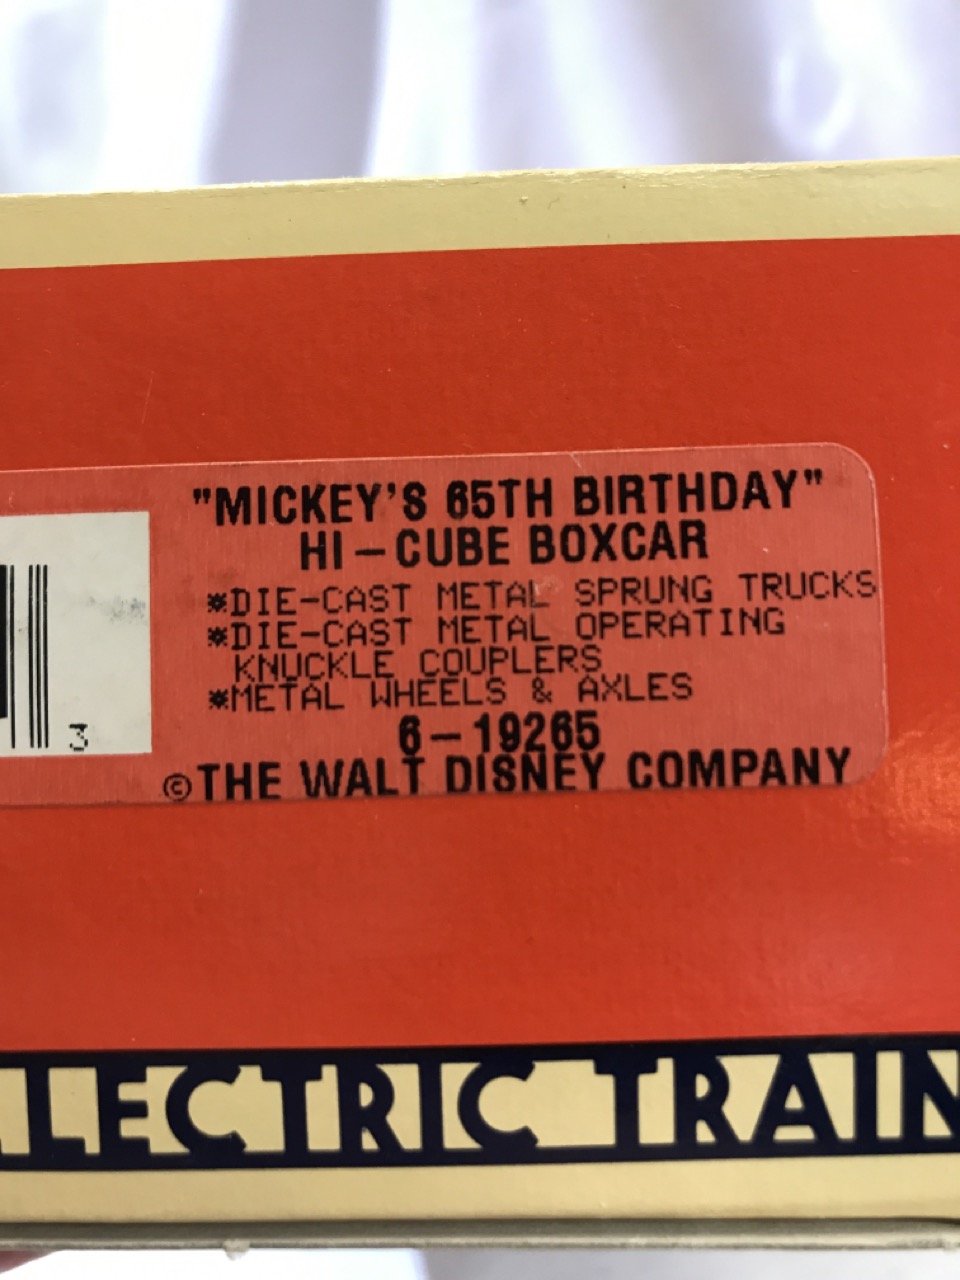 "MICKEY'S 65TH BIRTHDAY"
HI-CUBE BOXCAR
*DIE-CAST METAL SPRUNG TRUCKS
*DIE-CAST METAL OPERATING
KNUCKLE COUPLERS
*METAL WHEELS & AXLES
6-19265
©THE WALT DISNEY COMPANY
3
LECTRIC TRAIN